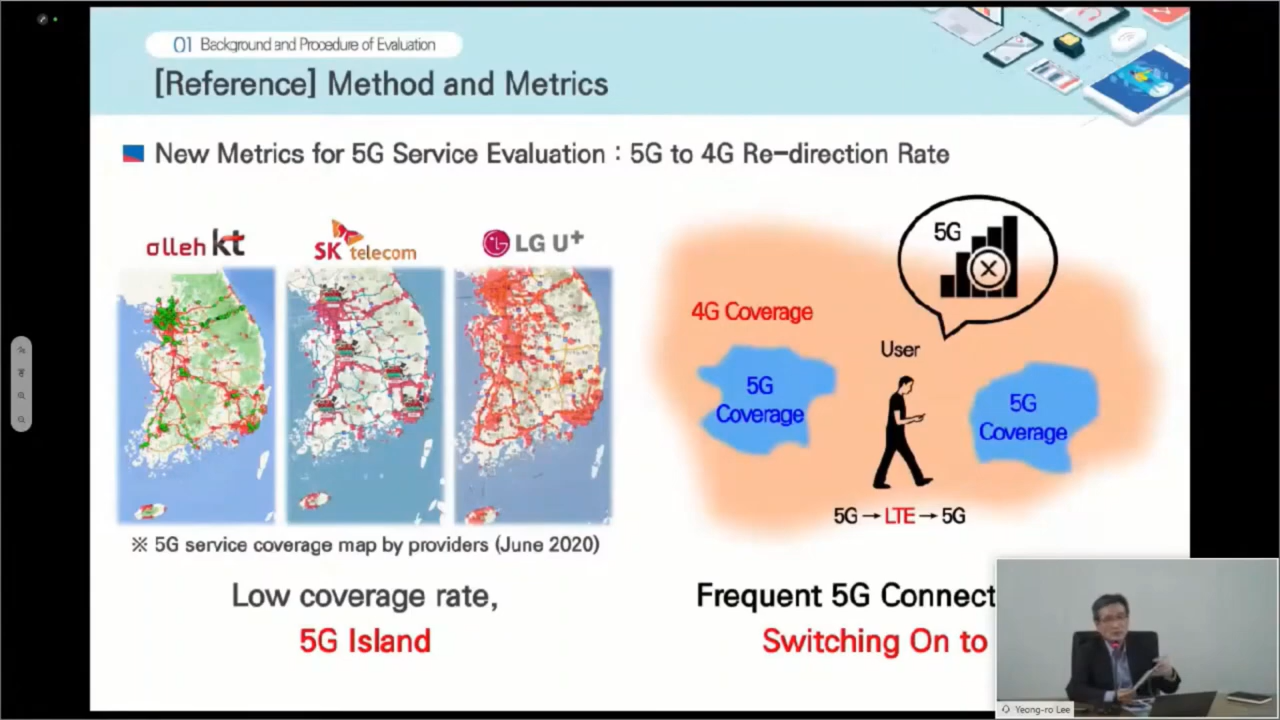 01 Background and Procedure of Evaluation
[Reference] Method and Metrics
New Metrics for 5G Service Evaluation : 5G to 4G Re-direction Rate
olleh kt
SK telecom
LG U+
※ 5G service coverage map by providers (June 2020)
Low coverage rate,
5G Island
5G
4G Coverage
User
5G
Coverage
5G
Coverage
5G → LTE → 5G
Frequent 5G Connect
Switching On to
Yeong-ro Lee